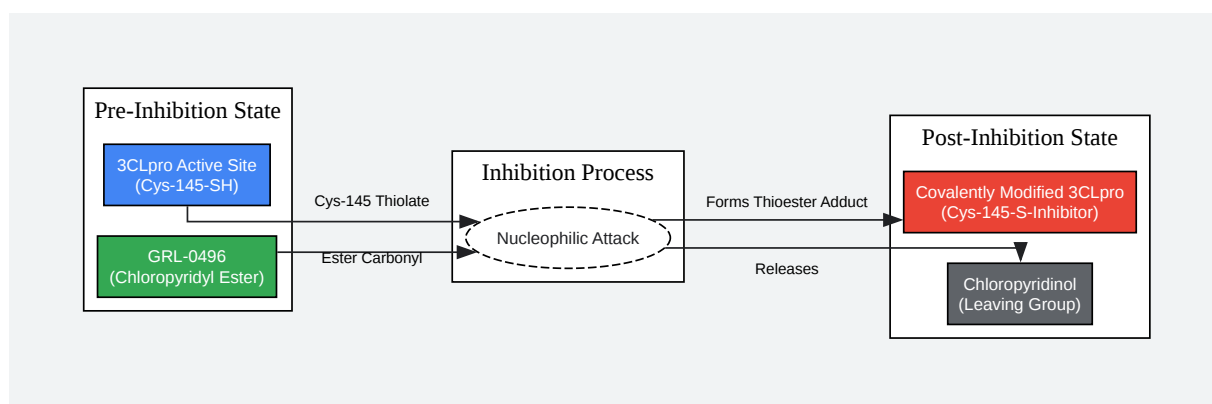 Pre-Inhibition State
3CLpro Active Site
(Cys-145-SH)
GRL-0496
(Chloropyridyl Ester)
Cys-145 Thiolate
Ester Carbonyl
Inhibition Process
Nucleophilic Attack
Forms Thioester Adduct
Releases
Post-Inhibition State
Covalently Modified 3CLpro
(Cys-145-S-Inhibitor)
Chloropyridinol
(Leaving Group)